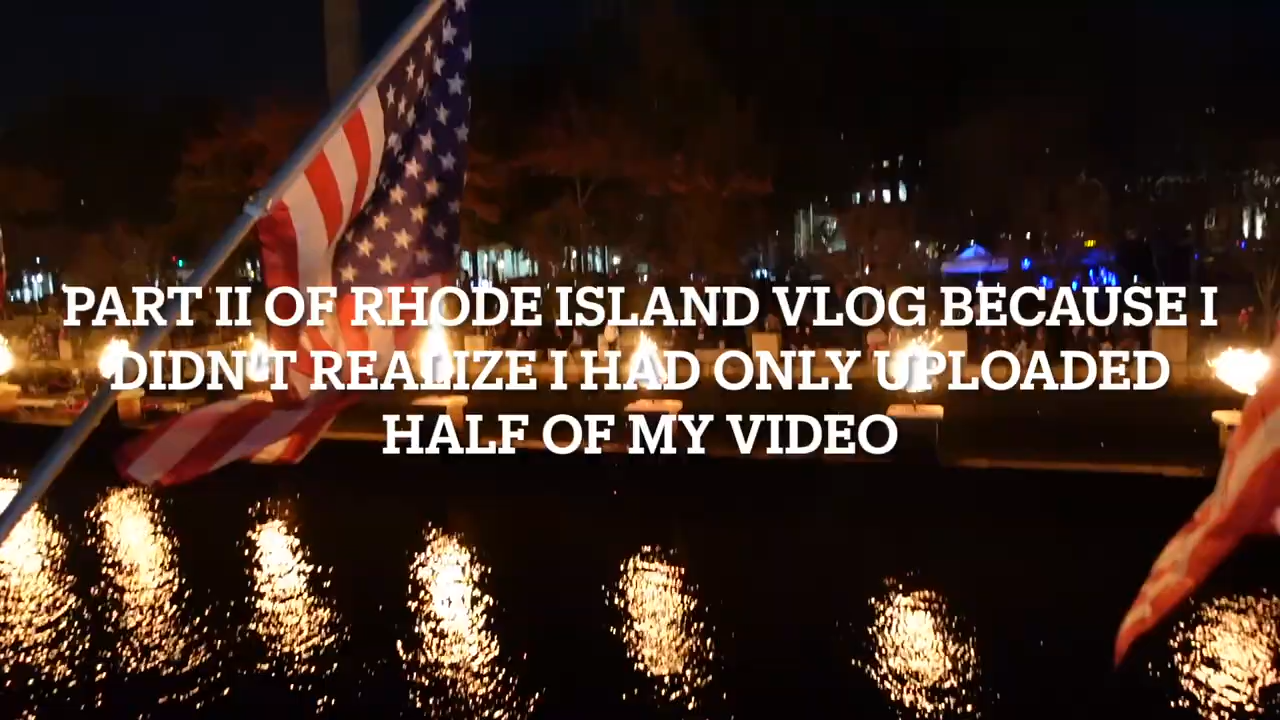 PART II OF RHODE ISLAND VLOG BECAUSE I
DIDN'T REALIZE I HAD ONLY UPLOADED
HALF OF MY VIDEO